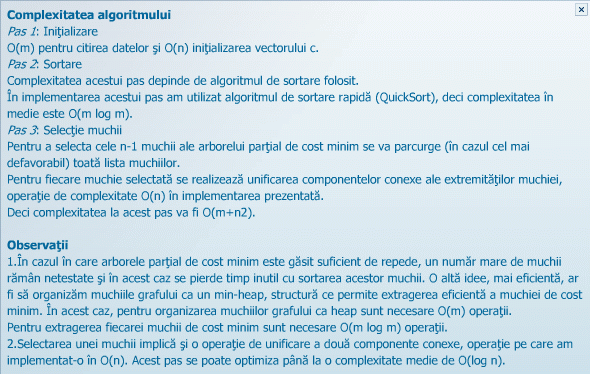 Complexitatea algoritmului
Pas 1: Iniţializare
O(m) pentru citirea datelor şi O(n) iniţializarea vectorului c.
Pas 2: Sortare
Complexitatea acestui pas depinde de algoritmul de sortare folosit.
În implementarea acestui pas am utilizat algoritmul de sortare rapidă (QuickSort), deci complexitatea în
medie este O(m log m).
Pas 3: Selecţie muchii
Pentru a selecta cele n-1 muchii ale arborelui parţial de cost minim se va parcurge (în cazul cel mai
defavorabil) toată lista muchiilor.
Pentru fiecare muchie selectată se realizează unificarea componentelor conexe ale extremităţilor muchiei,
operaţie de complexitate O(n) în implementarea prezentată.
Deci complexitatea la acest pas va fi O(m+n2).
Observaţii
1.În cazul în care arborele parţial de cost minim este găsit suficient de repede, un număr mare de muchii
rămân netestate şi în acest caz se pierde timp inutil cu sortarea acestor muchii. O altă idee, mai eficientă, ar
fi să organizăm muchiile grafului ca un min-heap, structură ce permite extragerea eficientă a muchiei de cost
minim. În acest caz, pentru organizarea muchiilor grafului ca heap sunt necesare O(m) operaţii.
Pentru extragerea fiecarei muchii de cost minim sunt necesare O(m log m) operaţii.
2.Selectarea unei muchii implică şi o operaţie de unificare a două componente conexe, operaţie pe care am
implementat-o în O(n). Acest pas se poate optimiza până la o complexitate medie de O(log n).